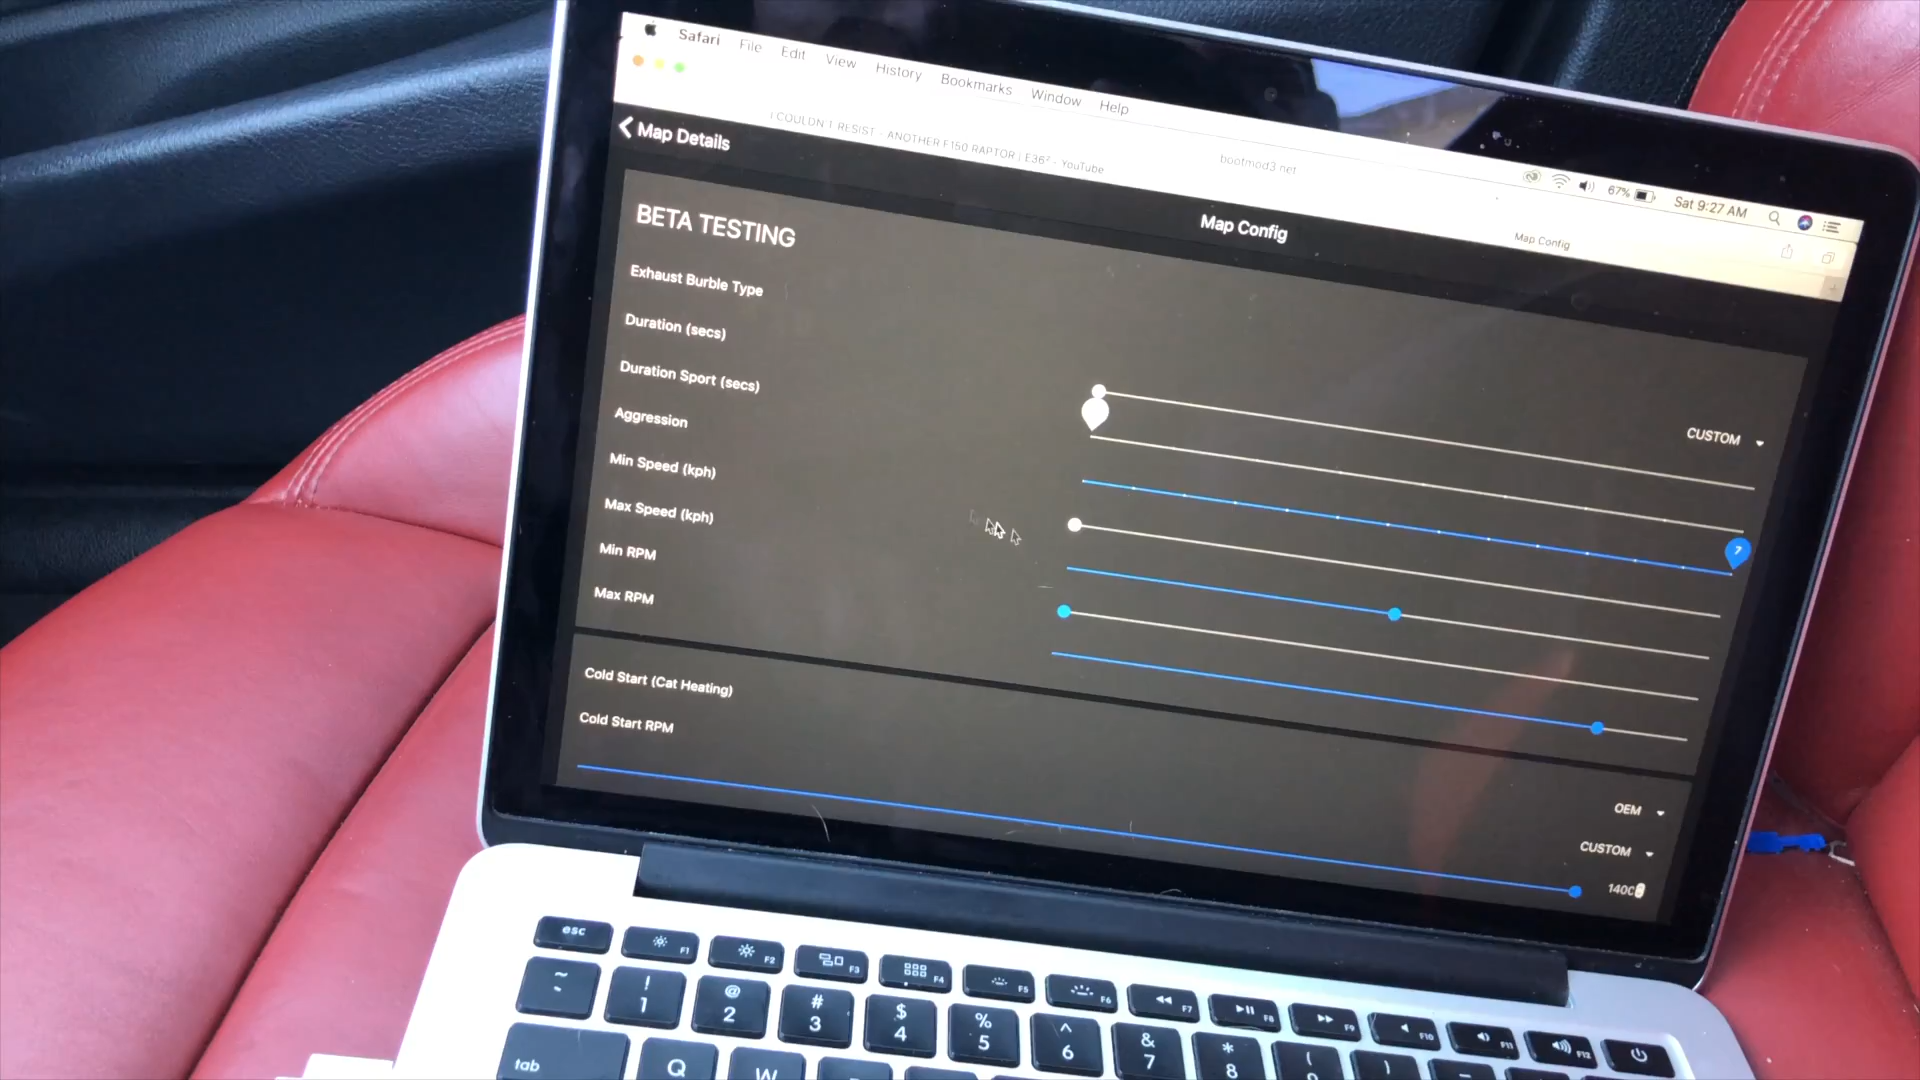 Safari File Edit View History Bookmarks Window Help
67% Sat 9:27 AM
bootmod3.net
I COULDN'T RESIST - ANOTHER F150 RAPTOR | E36² - YouTube
Map Config
Map Details
Map Config
BETA TESTING
Exhaust Burble Type
CUSTOM
Duration (secs)
Duration Sport (secs)
Aggression
7
Min Speed (kph)
Max Speed (kph)
Min RPM
Max RPM
Cold Start (Cat Heating)
OEM
Cold Start RPM
CUSTOM
esc F1 F2 F3 F4 F5 F6 F7 F8 F9 F10 F11 F12
~ ! 1 @ 2 # 3 $ 4 % 5 ^ 6 & 7 * 8 ( )
tab Q W